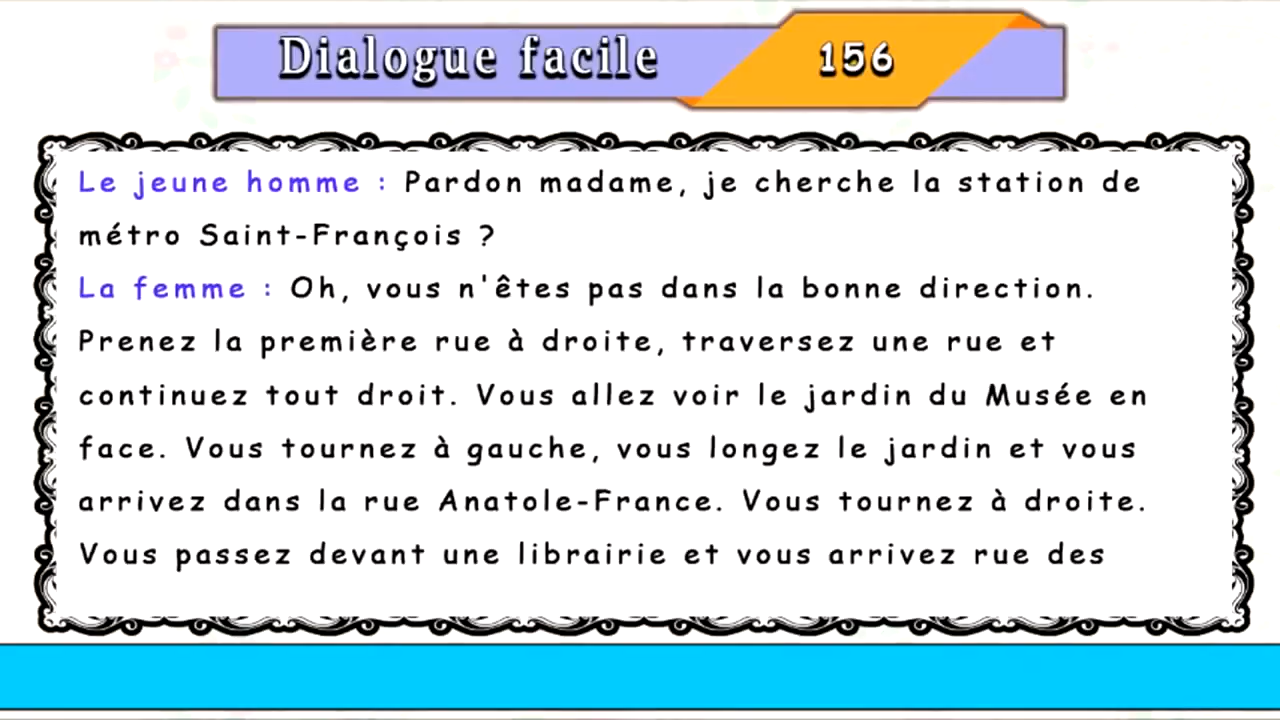 Dialogue facile 156
Le jeune homme : Pardon madame, je cherche la station de
métro Saint-François ?
La femme : Oh, vous n'êtes pas dans la bonne direction.
Prenez la première rue à droite, traversez une rue et
continuez tout droit. Vous allez voir le jardin du Musée en
face. Vous tournez à gauche, vous longez le jardin et vous
arrivez dans la rue Anatole-France. Vous tournez à droite.
Vous passez devant une librairie et vous arrivez rue des